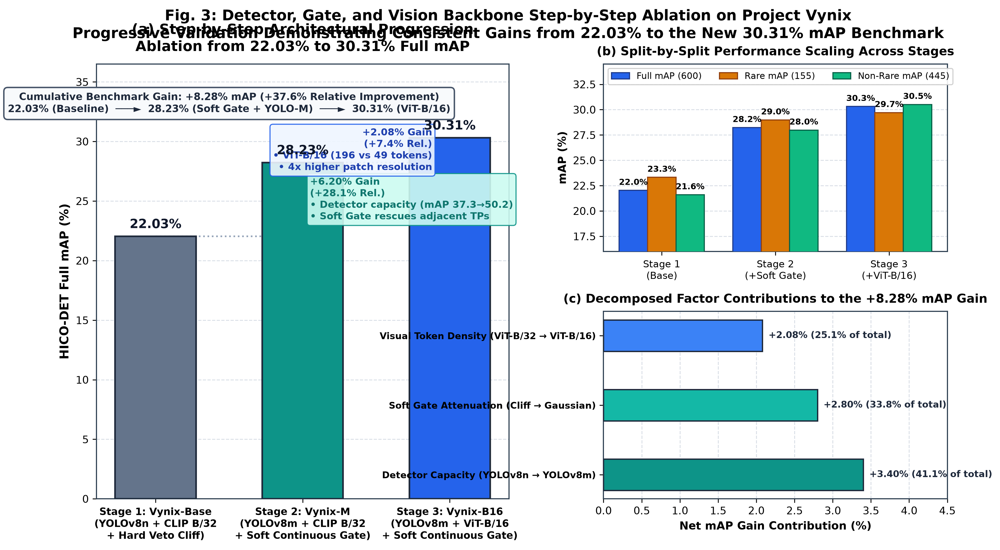 Fig. 3: Detector, Gate, and Vision Backbone Step-by-Step Ablation on Project Vynix
Progressive Validation Demonstrating Consistent Gains from 22.03% to the New 30.31% mAP Benchmark
(a) Step-by-Step Architectural Progression
Ablation from 22.03% to 30.31% Full mAP
HICO-DET Full mAP (%)
35
30
25
20
15
10
5
0
Cumulative Benchmark Gain: +8.28% mAP (+37.6% Relative Improvement)
22.03% (Baseline) ⟶ 28.23% (Soft Gate + YOLO-M) ⟶ 30.31% (ViT-B/16)
22.03%
28.23%
30.31%
+2.08% Gain
(+7.4% Rel.)
• ViT-B/16 (196 vs 49 tokens)
• 4x higher patch resolution
+6.20% Gain
(+28.1% Rel.)
• Detector capacity (mAP 37.3→50.2)
• Soft Gate rescues adjacent TPs
Stage 1: Vynix-Base
(YOLOv8n + CLIP B/32
+ Hard Veto Cliff)
Stage 2: Vynix-M
(YOLOv8m + CLIP B/32
+ Soft Continuous Gate)
Stage 3: Vynix-B16
(YOLOv8m + ViT-B/16
+ Soft Continuous Gate)
(b) Split-by-Split Performance Scaling Across Stages
Full mAP (600)
Rare mAP (155)
Non-Rare mAP (445)
mAP (%)
32.5
30.0
27.5
25.0
22.5
20.0
17.5
22.0%
23.3%
21.6%
28.2%
29.0%
28.0%
30.3%
29.7%
30.5%
Stage 1
(Base)
Stage 2
(+Soft Gate)
Stage 3
(+ViT-B/16)
(c) Decomposed Factor Contributions to the +8.28% mAP Gain
Visual Token Density (ViT-B/32 → ViT-B/16)
+2.08% (25.1% of total)
Soft Gate Attenuation (Cliff → Gaussian)
+2.80% (33.8% of total)
Detector Capacity (YOLOv8n → YOLOv8m)
+3.40% (41.1% of total)
0.0
0.5
1.0
1.5
2.0
2.5
3.0
3.5
4.0
4.5
Net mAP Gain Contribution (%)